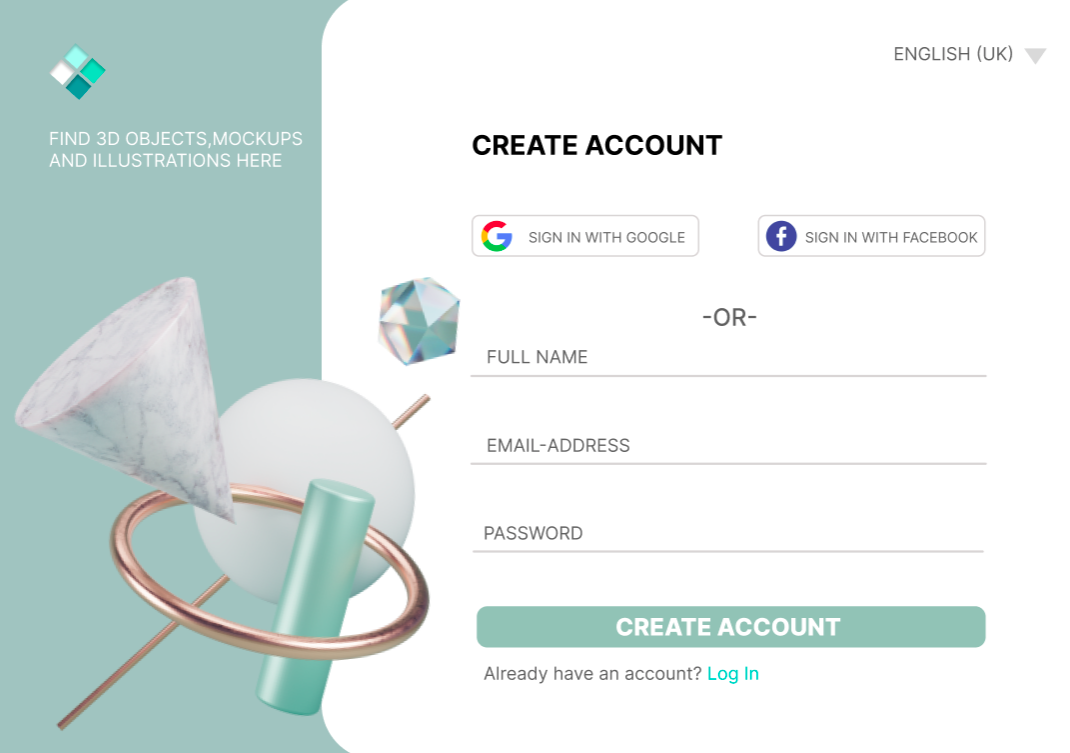 ENGLISH (UK)
FIND 3D OBJECTS,MOCKUPS
AND ILLUSTRATIONS HERE
CREATE ACCOUNT
SIGN IN WITH GOOGLE
SIGN IN WITH FACEBOOK
-OR-
FULL NAME
EMAIL-ADDRESS
PASSWORD
CREATE ACCOUNT
Already have an account? Log In